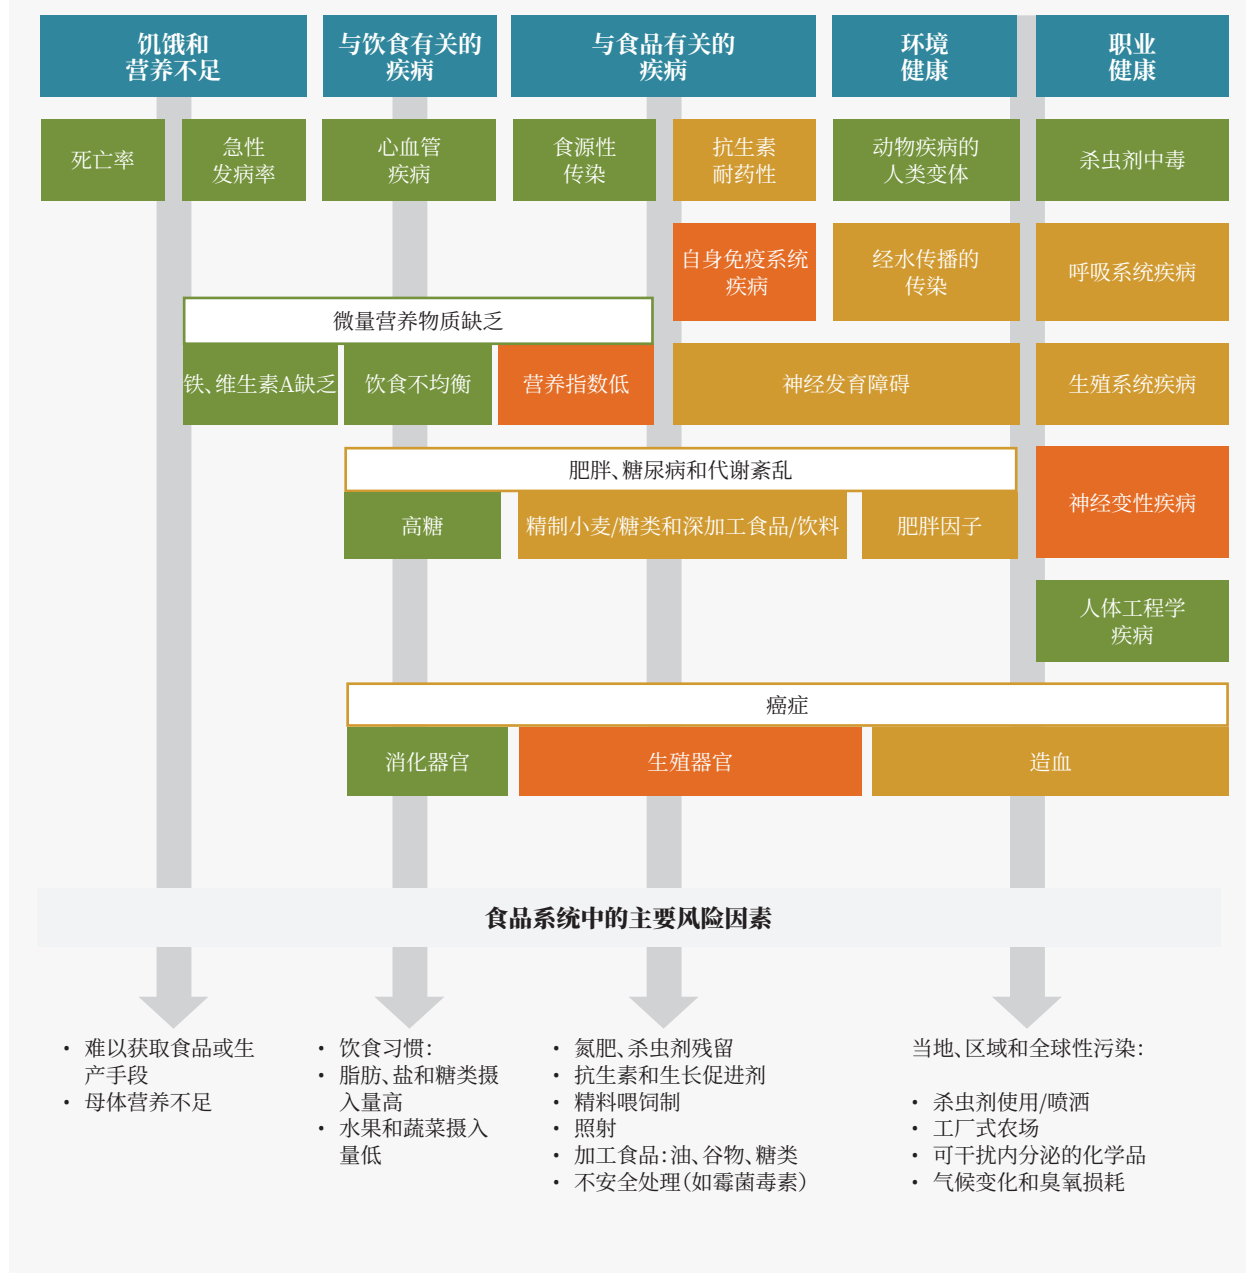 饥饿和
营养不足
与饮食有关的
疾病
与食品有关的
疾病
环境
健康
职业
健康
死亡率
急性
发病率
心血管
疾病
食源性
传染
抗生素
耐药性
动物疾病的
人类变体
杀虫剂中毒
自身免疫系统
疾病
经水传播的
传染
呼吸系统疾病
微量营养物质缺乏
铁、维生素A缺乏
饮食不均衡
营养指数低
神经发育障碍
生殖系统疾病
肥胖、糖尿病和代谢紊乱
高糖
精制小麦/糖类和深加工食品/饮料
肥胖因子
神经变性疾病
人体工程学
疾病
癌症
消化器官
生殖器官
造血
食品系统中的主要风险因素
• 难以获取食品或生
产手段
• 母体营养不足
• 饮食习惯：
• 脂肪、盐和糖类摄
入量高
• 水果和蔬菜摄入
量低
• 氮肥、杀虫剂残留
• 抗生素和生长促进剂
• 精料喂饲制
• 照射
• 加工食品：油、谷物、糖类
• 不安全处理（如霉菌毒素）
当地、区域和全球性污染：
• 杀虫剂使用/喷洒
• 工厂式农场
• 可干扰内分泌的化学品
• 气候变化和臭氧损耗